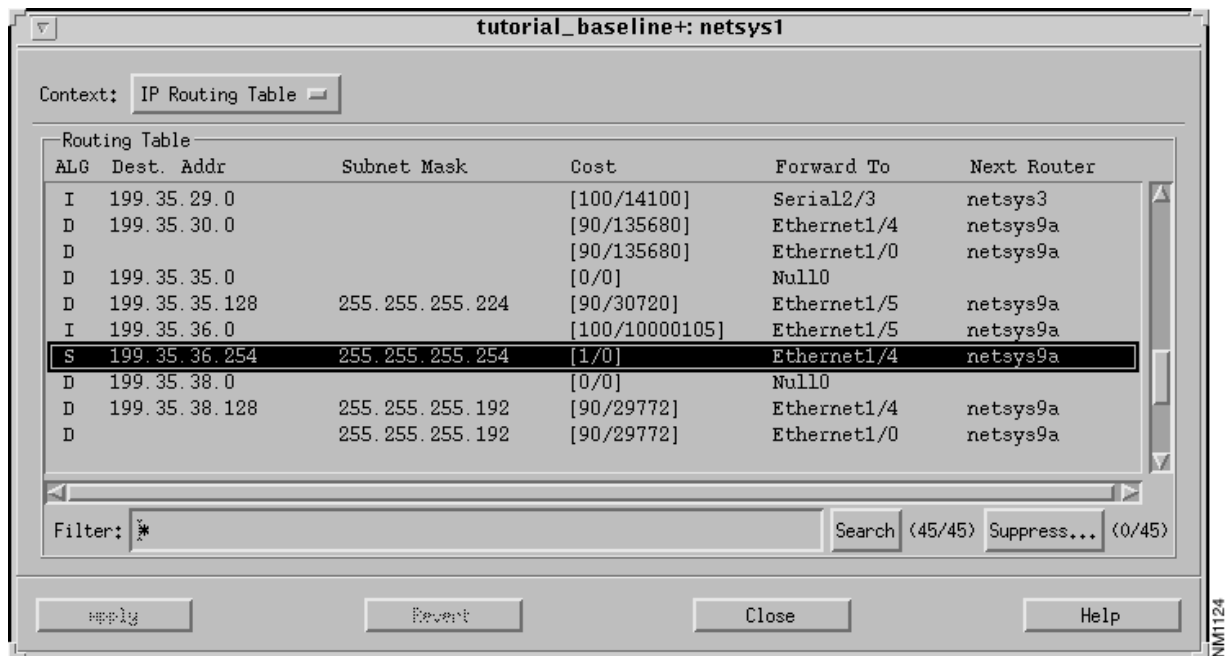 tutorial_baseline+: netsys1
Context: IP Routing Table
Routing Table
ALG Dest. Addr Subnet Mask Cost Forward To Next Router
I 199.35.29.0 [100/14100] Serial2/3 netsys3
D 199.35.30.0 [90/135680] Ethernet1/4 netsys9a
D [90/135680] Ethernet1/0 netsys9a
D 199.35.35.0 [0/0] Null0
D 199.35.35.128 255.255.255.224 [90/30720] Ethernet1/5 netsys9a
I 199.35.36.0 [100/10000105] Ethernet1/5 netsys9a
S 199.35.36.254 255.255.255.254 [1/0] Ethernet1/4 netsys9a
D 199.35.38.0 [0/0] Null0
D 199.35.38.128 255.255.255.192 [90/29772] Ethernet1/4 netsys9a
D 255.255.255.192 [90/29772] Ethernet1/0 netsys9a
Filter: * Search (45/45) Suppress... (0/45)
Apply Revert Close Help
NM1124